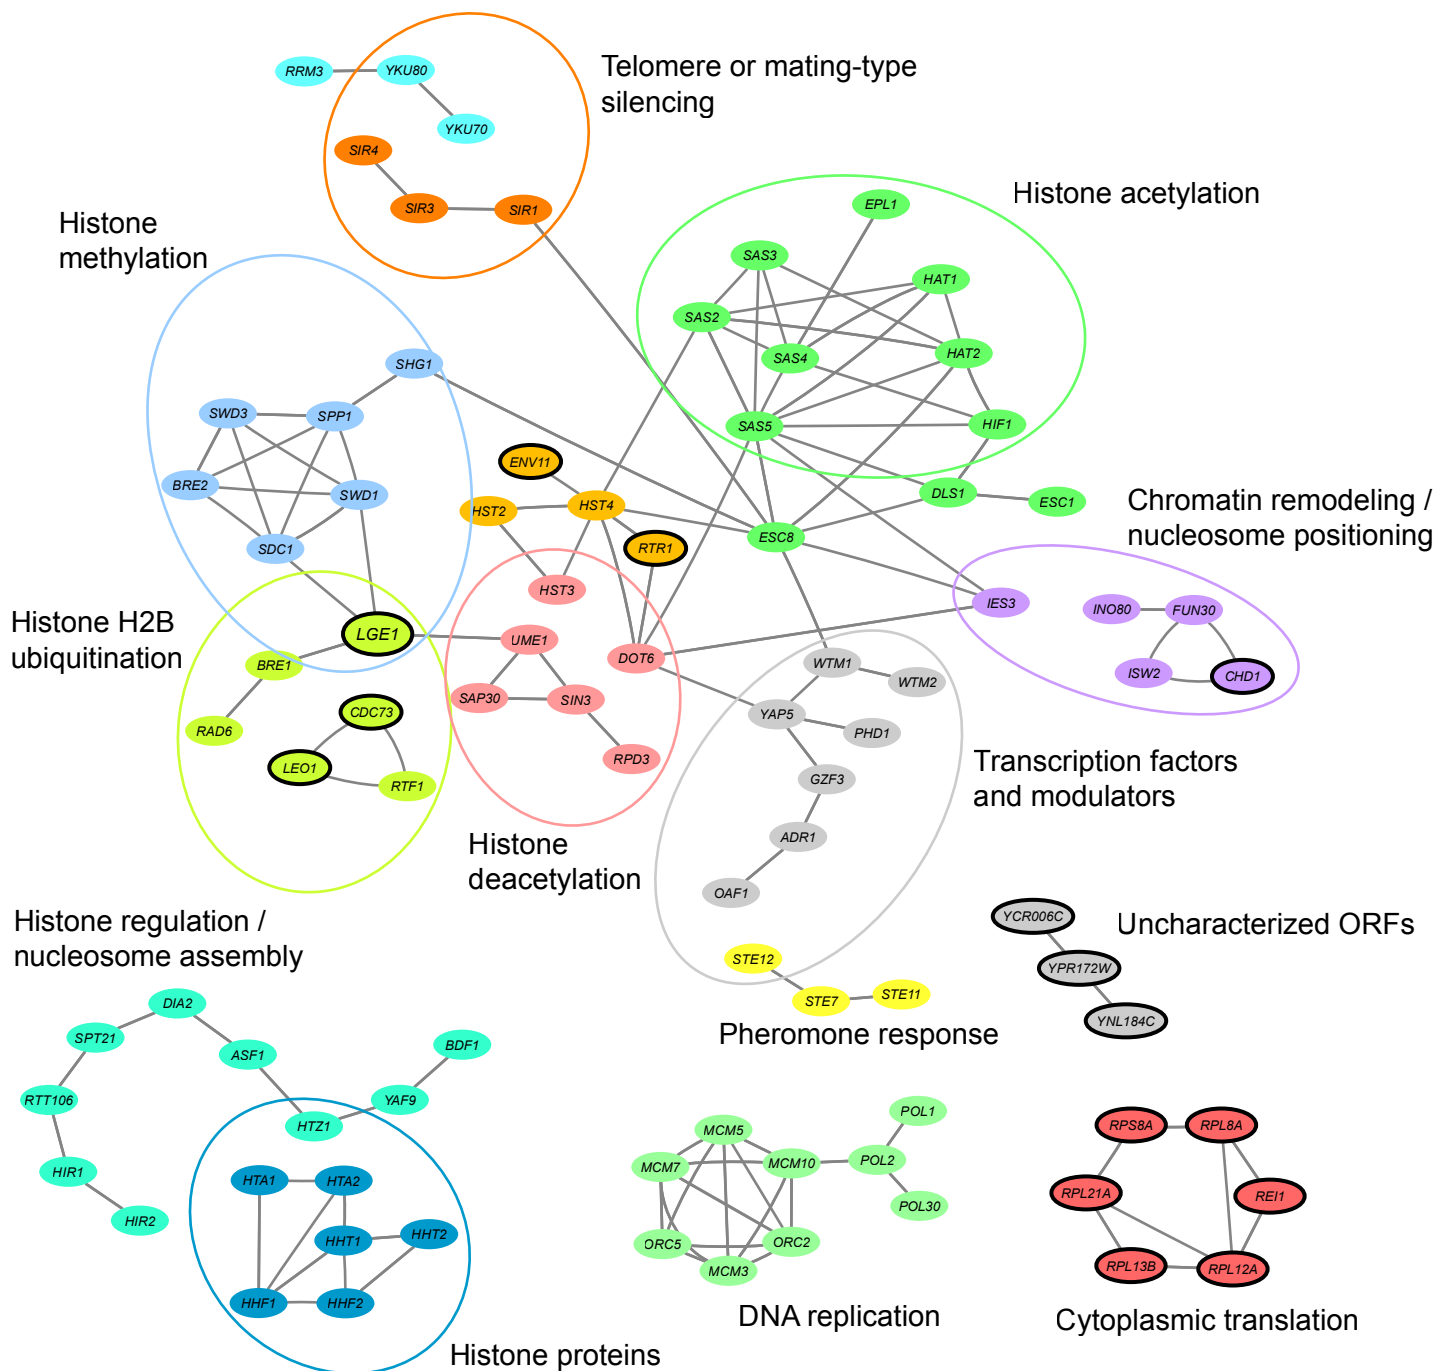 Telomere or mating-type
silencing
RRM3
YKU80
YKU70
SIR4
SIR3
SIR1
Histone acetylation
EPL1
SAS3
HAT1
SAS2
SAS4
HAT2
SAS5
HIF1
DLS1
ESC1
ESC8
Histone
methylation
SHG1
SWD3
SPP1
BRE2
SWD1
SDC1
ENV11
HST2
HST4
RTR1
HST3
Chromatin remodeling /
nucleosome positioning
IES3
INO80
FUN30
ISW2
CHD1
Histone H2B
ubiquitination
LGE1
BRE1
RAD6
CDC73
LEO1
RTF1
UME1
DOT6
SAP30
SIN3
RPD3
Histone
deacetylation
WTM1
WTM2
YAP5
PHD1
GZF3
ADR1
OAF1
Transcription factors
and modulators
STE12
STE7
STE11
Pheromone response
YCR006C
Uncharacterized ORFs
YPR172W
YNL184C
Histone regulation /
nucleosome assembly
DIA2
SPT21
ASF1
BDF1
RTT106
YAF9
HTZ1
HIR1
HIR2
HTA1
HTA2
HHT1
HHT2
HHF1
HHF2
Histone proteins
MCM5
POL1
MCM7
MCM10
POL2
POL30
ORC5
ORC2
MCM3
DNA replication
RPS8A
RPL8A
RPL21A
REI1
RPL13B
RPL12A
Cytoplasmic translation